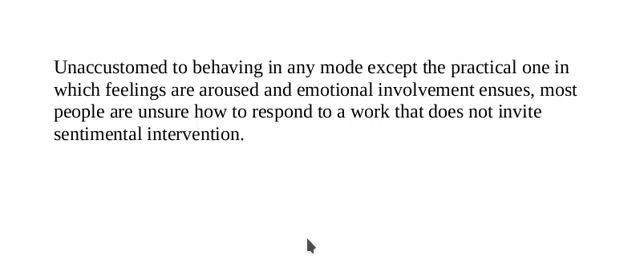 Unaccustomed to behaving in any mode except the practical one in
which feelings are aroused and emotional involvement ensues, most
people are unsure how to respond to a work that does not invite
sentimental intervention.